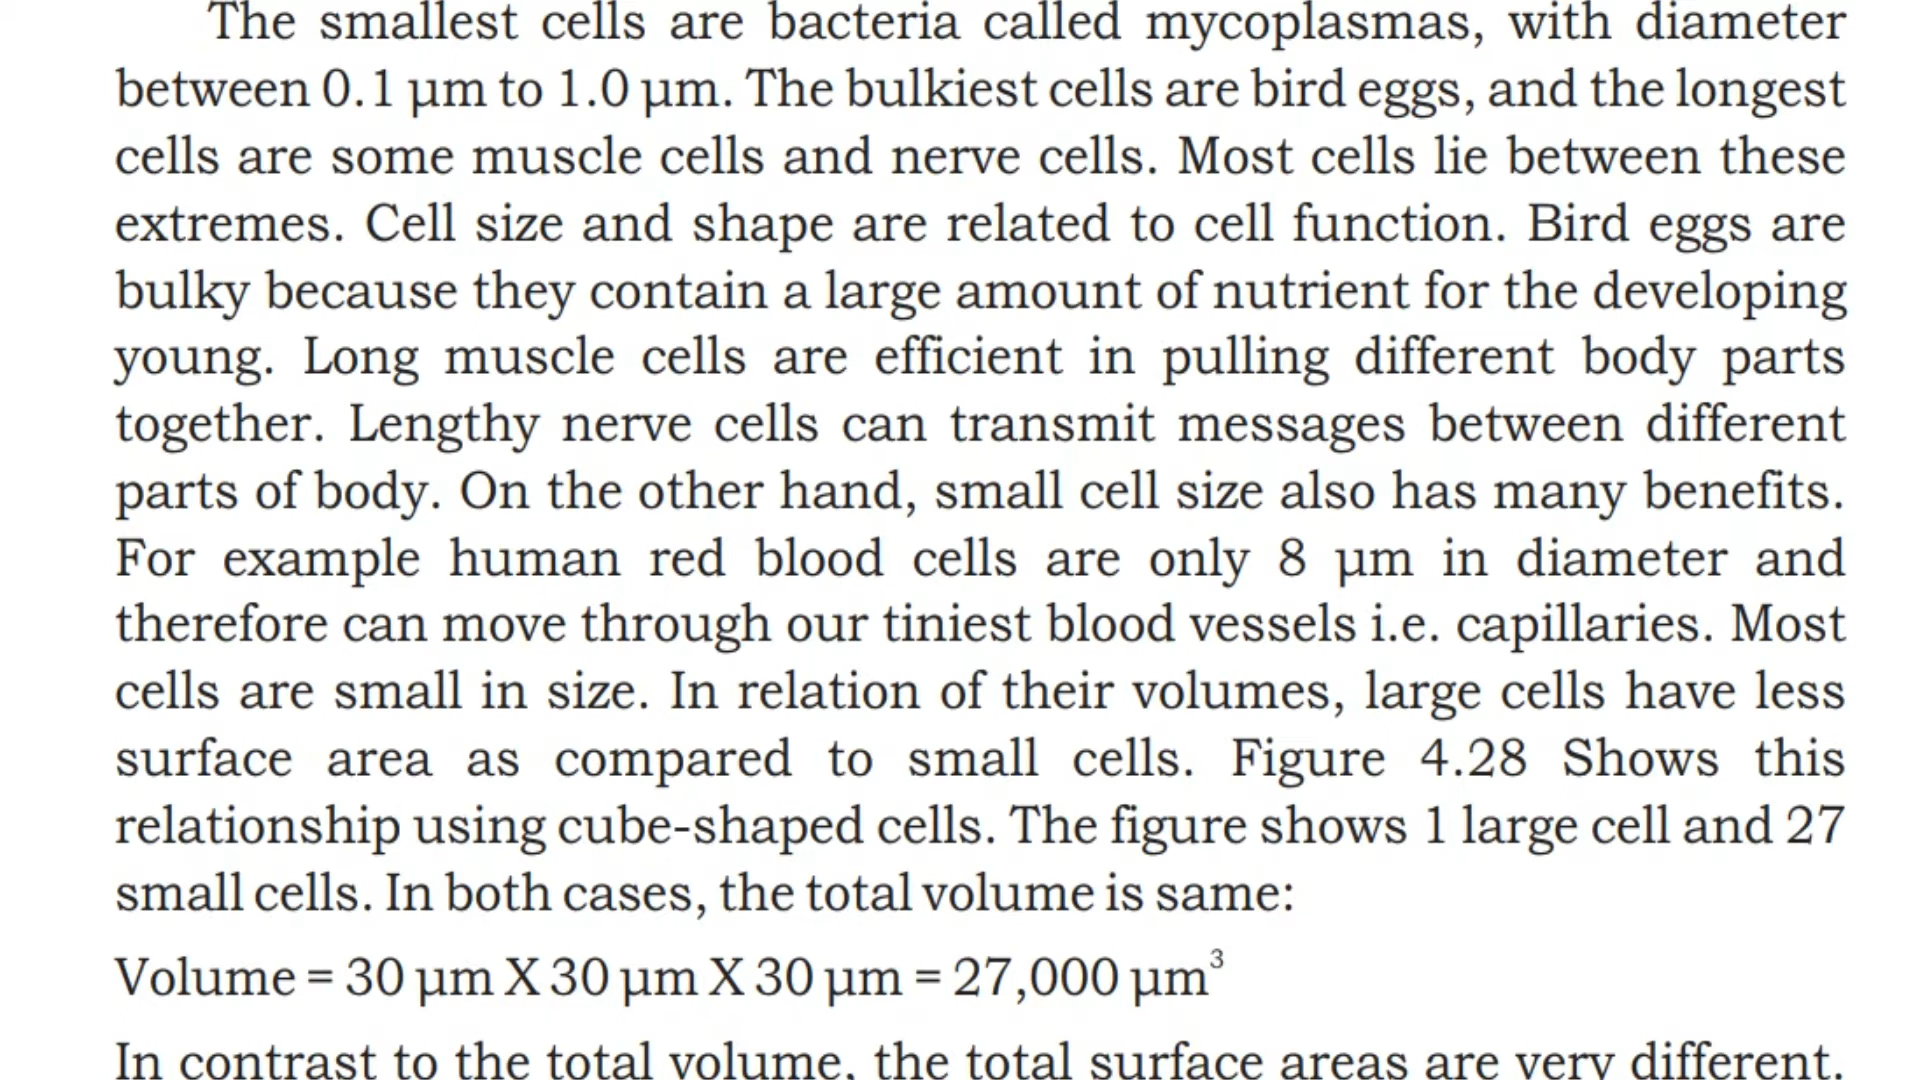 The smallest cells are bacteria called mycoplasmas, with diameter
between 0.1 µm to 1.0 µm. The bulkiest cells are bird eggs, and the longest
cells are some muscle cells and nerve cells. Most cells lie between these
extremes. Cell size and shape are related to cell function. Bird eggs are
bulky because they contain a large amount of nutrient for the developing
young. Long muscle cells are efficient in pulling different body parts
together. Lengthy nerve cells can transmit messages between different
parts of body. On the other hand, small cell size also has many benefits.
For example human red blood cells are only 8 µm in diameter and
therefore can move through our tiniest blood vessels i.e. capillaries. Most
cells are small in size. In relation of their volumes, large cells have less
surface area as compared to small cells. Figure 4.28 Shows this
relationship using cube-shaped cells. The figure shows 1 large cell and 27
small cells. In both cases, the total volume is same:
Volume = 30 µm X 30 µm X 30 µm = 27,000 µm³
In contrast to the total volume, the total surface areas are very different.